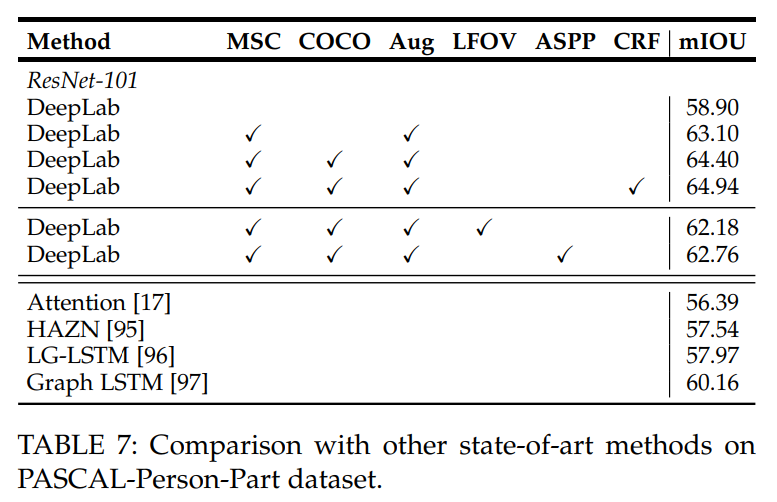 Method MSC COCO Aug LFOV ASPP CRF mIOU
ResNet-101
DeepLab 58.90
DeepLab ✓ ✓ 63.10
DeepLab ✓ ✓ ✓ 64.40
DeepLab ✓ ✓ ✓ ✓ 64.94
DeepLab ✓ ✓ ✓ ✓ 62.18
DeepLab ✓ ✓ ✓ ✓ 62.76
Attention [17] 56.39
HAZN [95] 57.54
LG-LSTM [96] 57.97
Graph LSTM [97] 60.16
TABLE 7: Comparison with other state-of-art methods on
PASCAL-Person-Part dataset.